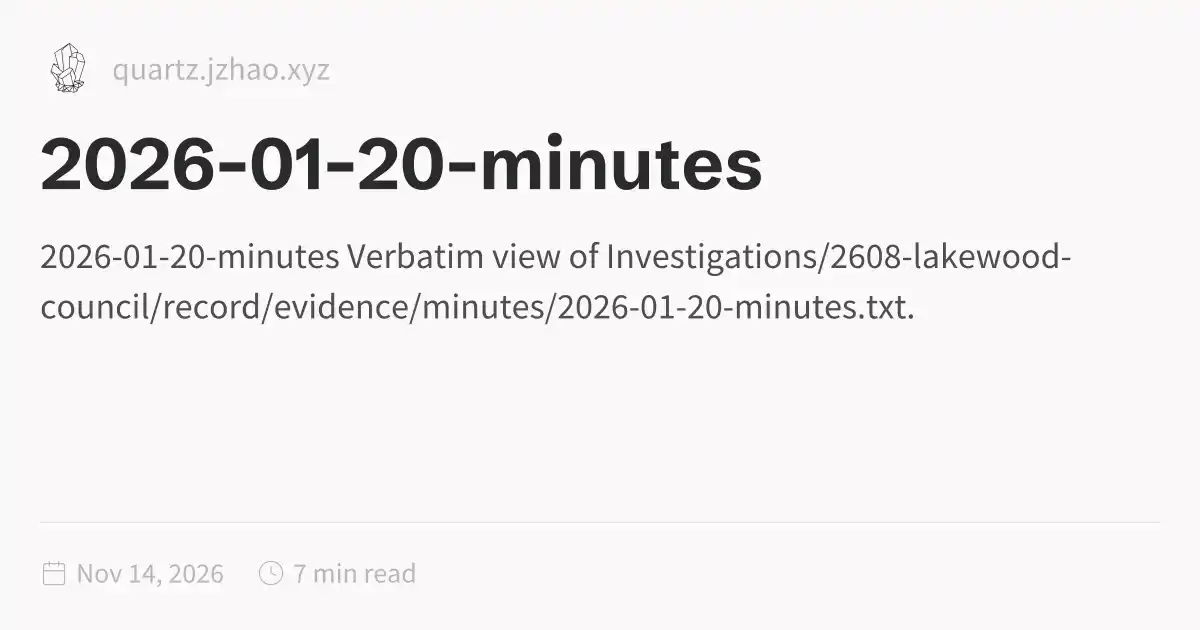 quartz.jzhao.xyz
2026-01-20-minutes
2026-01-20-minutes Verbatim view of Investigations/2608-lakewood-
council/record/evidence/minutes/2026-01-20-minutes.txt.
Nov 14, 2026 7 min read